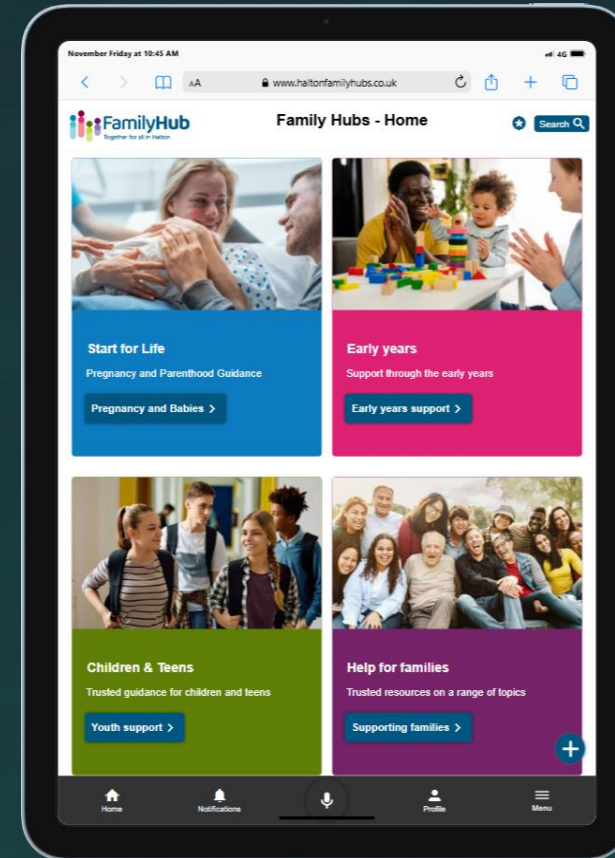 November Friday at 10:45 AM
4G
AA
www.haltonfamilyhubs.co.uk
FamilyHub
Together for all in Halton
Family Hubs - Home
Search
Start for Life
Pregnancy and Parenthood Guidance
Pregnancy and Babies >
Early years
Support through the early years
Early years support >
Children & Teens
Trusted guidance for children and teens
Youth support >
Help for families
Trusted resources on a range of topics
Supporting families >
Home
Notifications
Profile
Menu